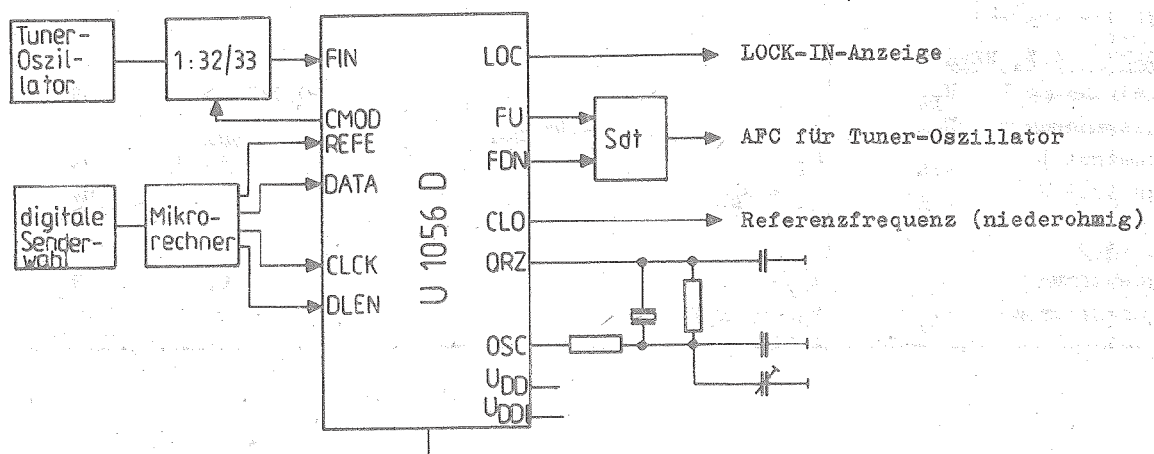 Tuner-
Oszil-
lator
1:32/33
FIN
LOC
LOCK-IN-Anzeige
CMOD
REFE
FU
FDN
Sdt
AFC für Tuner-Oszillator
DATA
digitale
Sender-
wahl
Mikro-
rechner
U 1056 D
CLO
Referenzfrequenz (niederohmig)
CLCK
ORZ
DLEN
OSC
UDD
UDDI